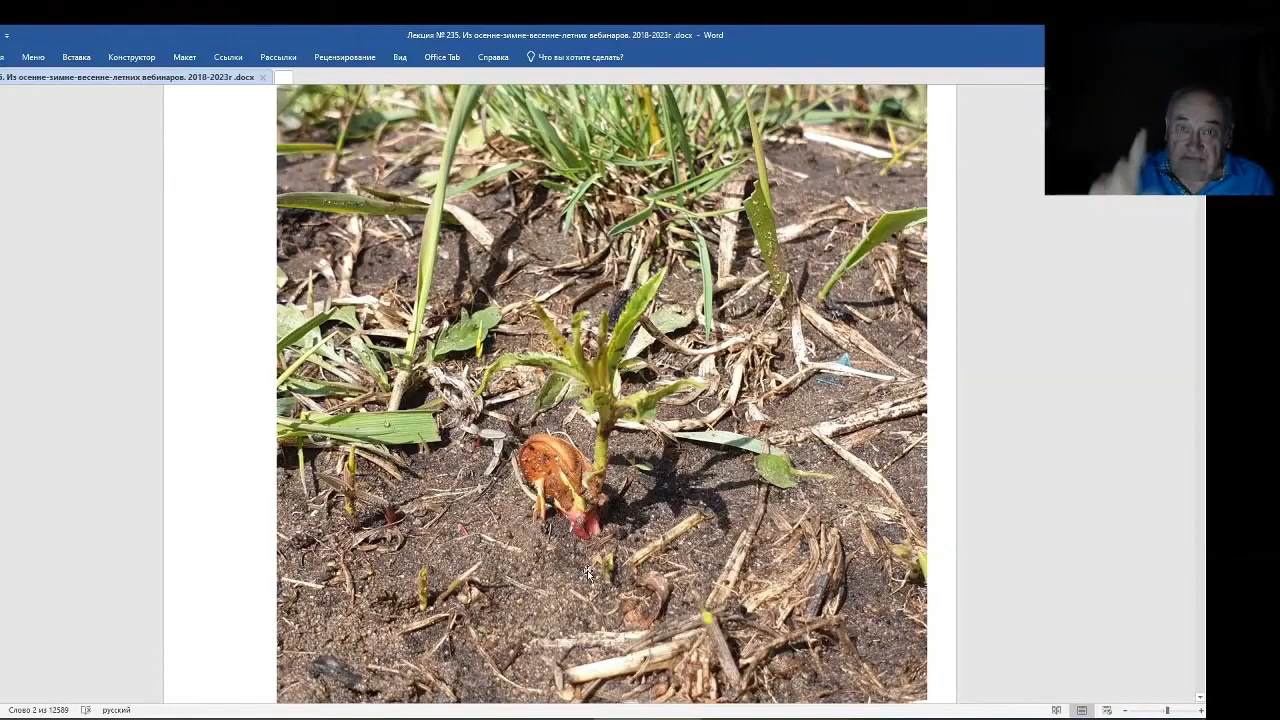 Лекция № 235. Из осенне-зимне-весенне-летних вебинаров. 2018-2023г .docx - Word
Меню Вставка Конструктор Макет Ссылки Рассылки Рецензирование Вид Office Tab Справка Что вы хотите сделать?
. Из осенне-зимне-весенне-летних вебинаров. 2018-2023г .docx
Слово 2 из 12589 русский